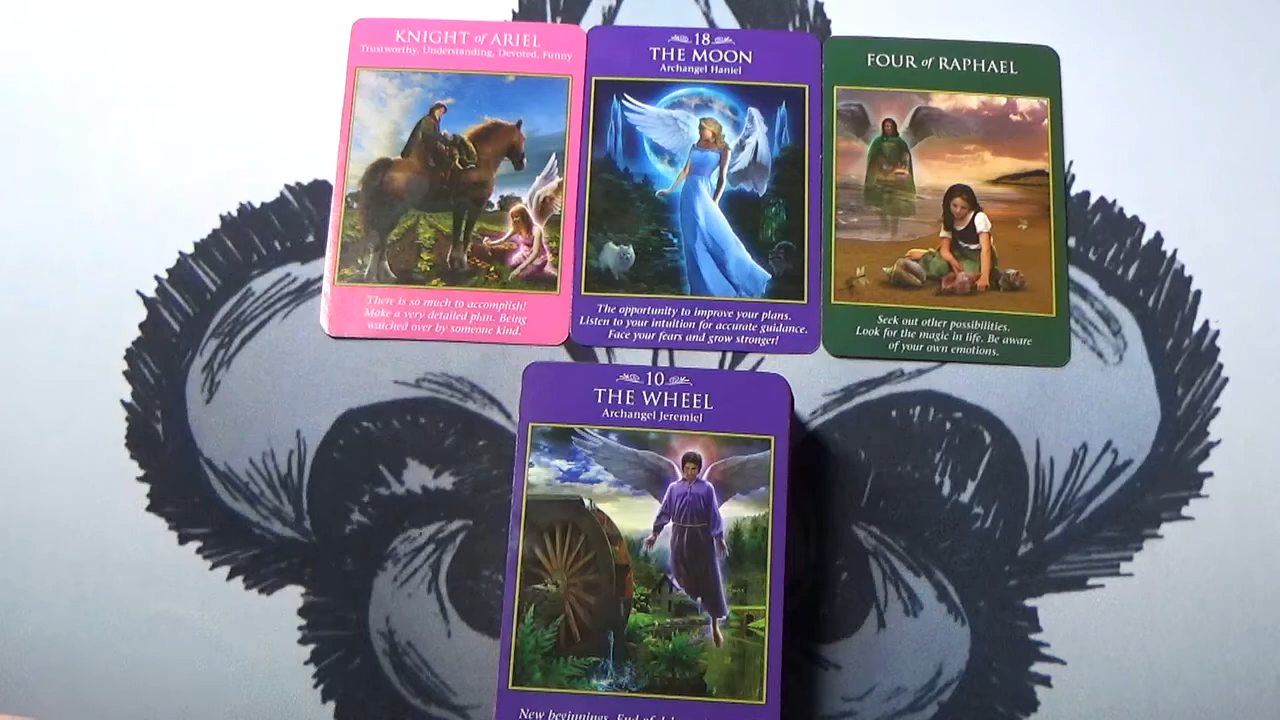 KNIGHT of ARIEL
Trustworthy, Understanding, Devoted, Funny
There is so much to accomplish!
Make a very detailed plan. Being
watched over by someone kind.
18
THE MOON
Archangel Haniel
The opportunity to improve your plans.
Listen to your intuition for accurate guidance.
Face your fears and grow stronger!
FOUR of RAPHAEL
Seek out other possibilities.
Look for the magic in life. Be aware
of your own emotions.
10
THE WHEEL
Archangel Jeremiel
New beginnings. End of